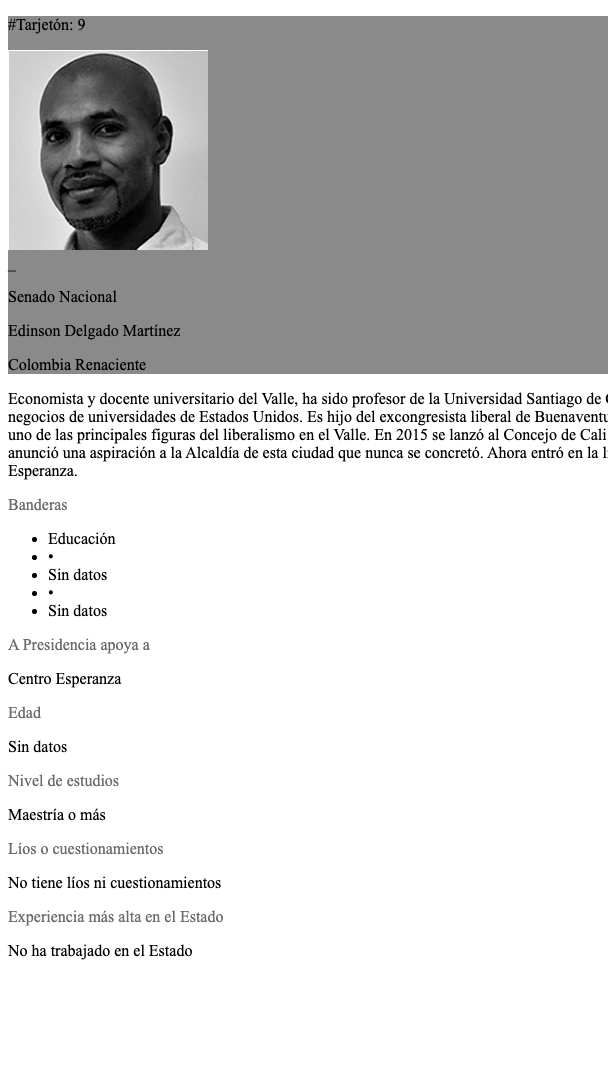 #Tarjetón: 9
_
Senado Nacional
Edinson Delgado Martínez
Colombia Renaciente
Economista y docente universitario del Valle, ha sido profesor de la Universidad Santiago de
negocios de universidades de Estados Unidos. Es hijo del excongresista liberal de
uno de las principales figuras del liberalismo en el Valle. En 2015 se lanzó al Concejo de Cali
anunció una aspiración a la Alcaldía de esta ciudad que nunca se concretó. Ahora entró en la
Esperanza.
Banderas
• Educación
• •
• Sin datos
• •
• Sin datos
A Presidencia apoya a
Centro Esperanza
Edad
Sin datos
Nivel de estudios
Maestría o más
Líos o cuestionamientos
No tiene líos ni cuestionamientos
Experiencia más alta en el Estado
No ha trabajado en el Estado